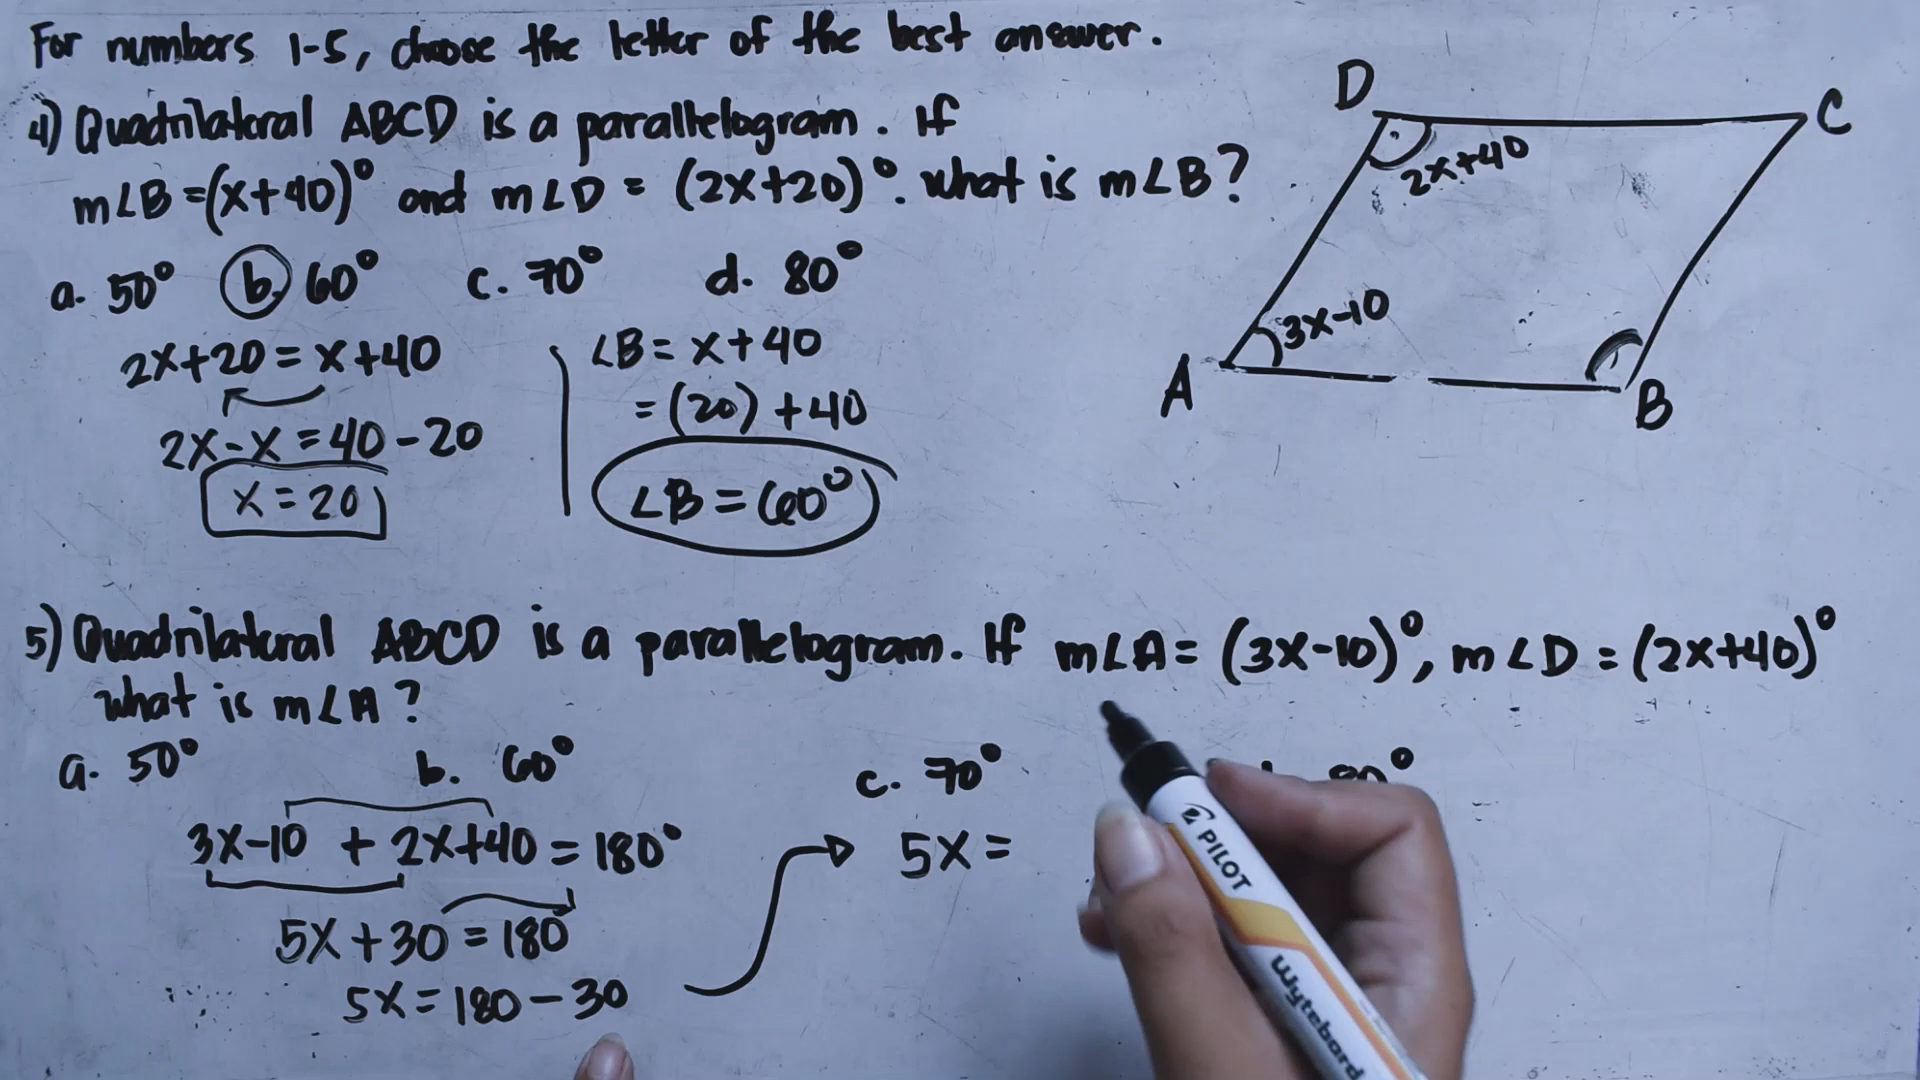 For numbers 1-5, choose the letter of the best answer.
4) Quadrilateral ABCD is a parallelogram. If
m∠B = (x+40)° and m∠D = (2x+20)°. what is m∠B?
a. 50° b. 60° c. 70° d. 80°
2x+20 = x+40
2x-x = 40-20
x = 20
∠B = x+40
= (20) +40
∠B = 60°
D
C
2x+40
3x-10
A
B
5) Quadrilateral ABCD is a parallelogram. If m∠A = (3x-10)°, m∠D = (2x+40)°
what is m∠A?
a. 50° b. 60° c. 70°
3x-10 + 2x+40 = 180°
5x+30 = 180
5x = 180-30
5x =
PILOT
Wyteboard